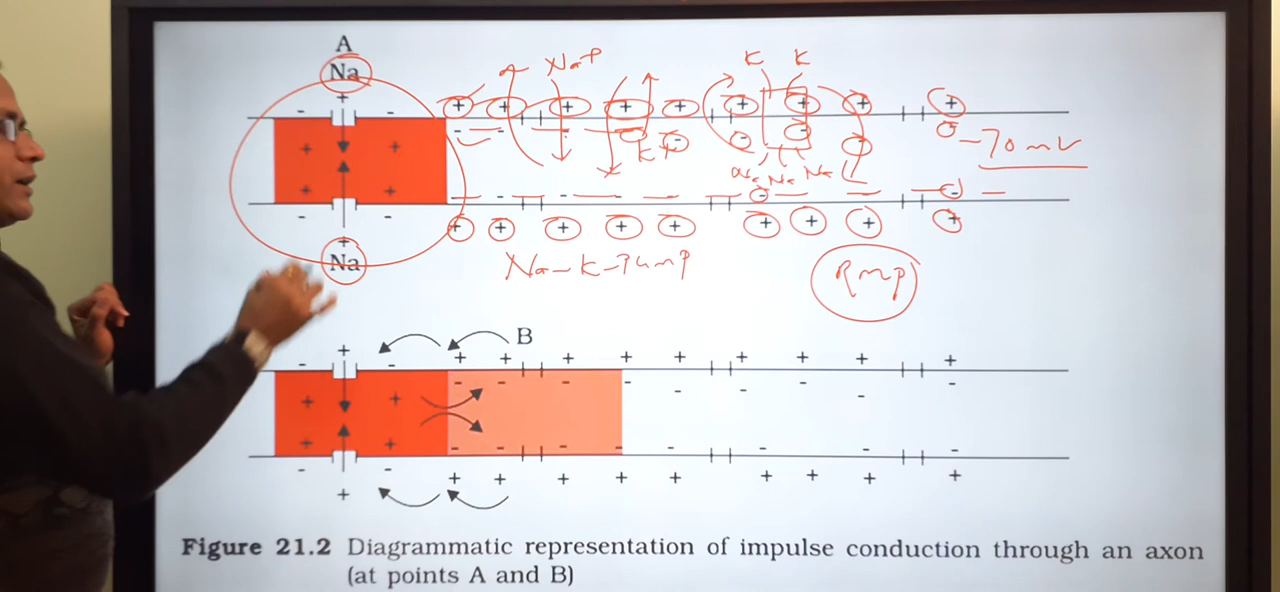 A
Na
Na+
K K
K+
-70 mV
Na Na Na
Na
Na-K-Pump
Rmp
B
Figure 21.2 Diagrammatic representation of impulse conduction through an axon
(at points A and B)